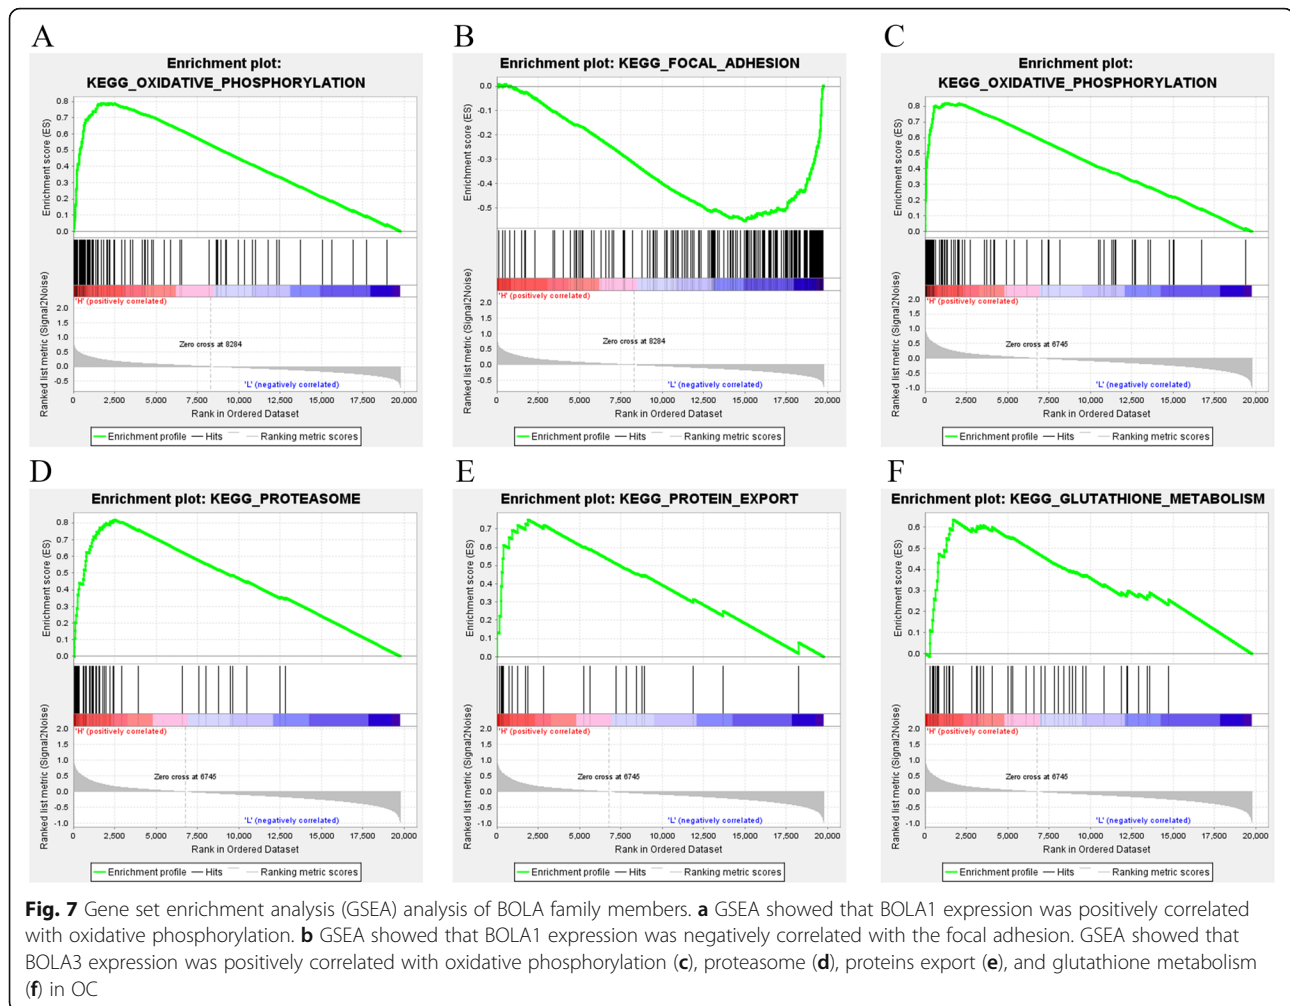 A
Enrichment plot:
KEGG_OXIDATIVE_PHOSPHORYLATION
Enrichment score (ES)
0.8
0.7
0.6
0.5
0.4
0.3
0.2
0.1
0.0
'H' (positively correlated)
Ranked list metric (Signal2Noise)
2.0
1.5
1.0
0.5
0.0
-0.5
Zero cross at 8284
'L' (negatively correlated)
0 2,500 5,000 7,500 10,000 12,500 15,000 17,500 20,000
Rank in Ordered Dataset
Enrichment profile Hits Ranking metric scores
B
Enrichment plot: KEGG_FOCAL_ADHESION
Enrichment score (ES)
0.0
-0.1
-0.2
-0.3
-0.4
-0.5
'H' (positively correlated)
Ranked list metric (Signal2Noise)
2.0
1.5
1.0
0.5
0.0
-0.5
Zero cross at 8284
'L' (negatively correlated)
0 2,500 5,000 7,500 10,000 12,500 15,000 17,500 20,000
Rank in Ordered Dataset
Enrichment profile Hits Ranking metric scores
C
Enrichment plot:
KEGG_OXIDATIVE_PHOSPHORYLATION
Enrichment score (ES)
0.8
0.7
0.6
0.5
0.4
0.3
0.2
0.1
0.0
'H' (positively correlated)
Ranked list metric (Signal2Noise)
2.0
1.5
1.0
0.5
0.0
-0.5
-1.0
Zero cross at 6745
'L' (negatively correlated)
0 2,500 5,000 7,500 10,000 12,500 15,000 17,500 20,000
Rank in Ordered Dataset
Enrichment profile Hits Ranking metric scores
D
Enrichment plot: KEGG_PROTEASOME
Enrichment score (ES)
0.8
0.7
0.6
0.5
0.4
0.3
0.2
0.1
0.0
'H' (positively correlated)
Ranked list metric (Signal2Noise)
2.0
1.5
1.0
0.5
0.0
-0.5
-1.0
Zero cross at 6745
'L' (negatively correlated)
0 2,500 5,000 7,500 10,000 12,500 15,000 17,500 20,000
Rank in Ordered Dataset
Enrichment profile Hits Ranking metric scores
E
Enrichment plot: KEGG_PROTEIN_EXPORT
Enrichment score (ES)
0.7
0.6
0.5
0.4
0.3
0.2
0.1
0.0
'H' (positively correlated)
Ranked list metric (Signal2Noise)
2.0
1.5
1.0
0.5
0.0
-0.5
-1.0
Zero cross at 6745
'L' (negatively correlated)
0 2,500 5,000 7,500 10,000 12,500 15,000 17,500 20,000
Rank in Ordered Dataset
Enrichment profile Hits Ranking metric scores
F
Enrichment plot: KEGG_GLUTATHIONE_METABOLISM
Enrichment score (ES)
0.6
0.5
0.4
0.3
0.2
0.1
0.0
'H' (positively correlated)
Ranked list metric (Signal2Noise)
2.0
1.5
1.0
0.5
0.0
-0.5
-1.0
Zero cross at 6745
'L' (negatively correlated)
0 2,500 5,000 7,500 10,000 12,500 15,000 17,500 20,000
Rank in Ordered Dataset
Enrichment profile Hits Ranking metric scores
Fig. 7 Gene set enrichment analysis (GSEA) analysis of BOLA family members. a GSEA showed that BOLA1 expression was positively correlated
with oxidative phosphorylation. b GSEA showed that BOLA1 expression was negatively correlated with the focal adhesion. GSEA showed that
BOLA3 expression was positively correlated with oxidative phosphorylation (c), proteasome (d), proteins export (e), and glutathione metabolism
(f) in OC